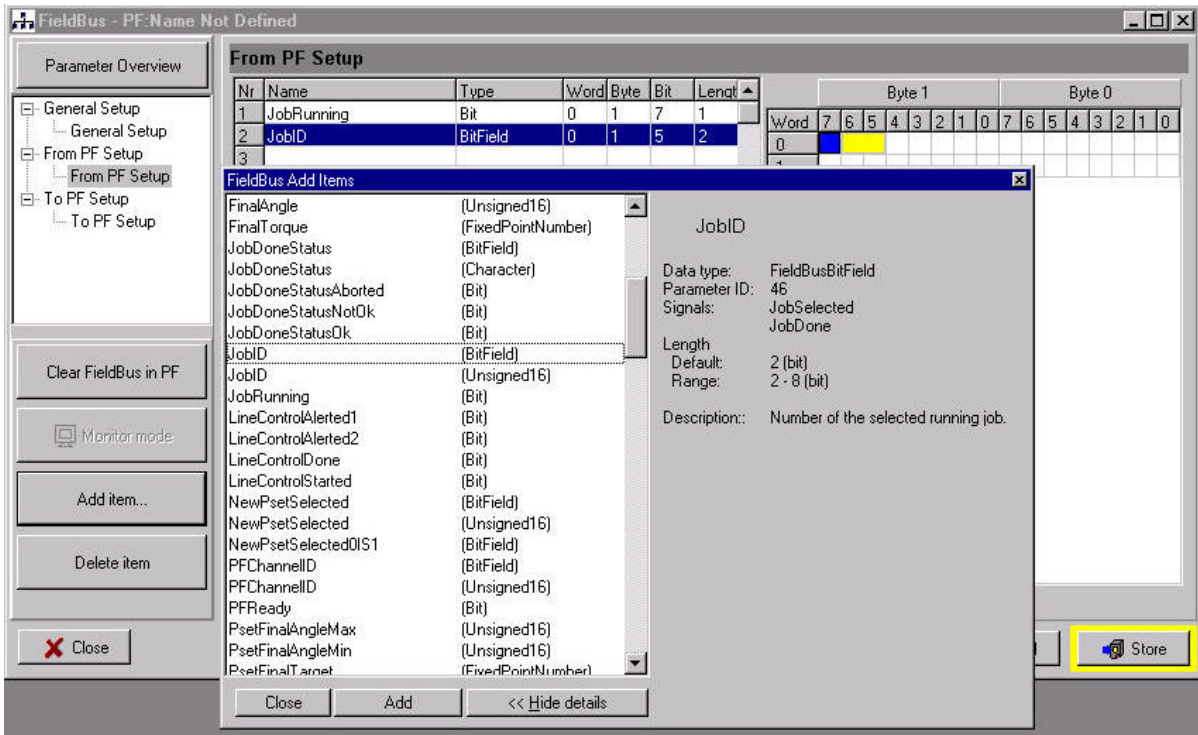 FieldBus - PF:Name Not Defined
Parameter Overview
General Setup
General Setup
From PF Setup
From PF Setup
To PF Setup
To PF Setup
Clear FieldBus in PF
Monitor mode
Add item...
Delete item
Close
From PF Setup
Nr Name Type Word Byte Bit Lengt
1 JobRunning Bit 0 1 7 1
2 JobID BitField 0 1 5 2
3
Byte 1 Byte 0
Word 7 6 5 4 3 2 1 0 7 6 5 4 3 2 1 0
0
FieldBus Add Items
FinalAngle (Unsigned16)
FinalTorque (FixedPointNumber)
JobDoneStatus (BitField)
JobDoneStatus (Character)
JobDoneStatusAborted (Bit)
JobDoneStatusNotOk (Bit)
JobDoneStatusOk (Bit)
JobID (BitField)
JobID (Unsigned16)
JobRunning (Bit)
LineControlAlerted1 (Bit)
LineControlAlerted2 (Bit)
LineControlDone (Bit)
LineControlStarted (Bit)
NewPsetSelected (BitField)
NewPsetSelected (Unsigned16)
NewPsetSelected0IS1 (BitField)
PFChannelID (BitField)
PFChannelID (Unsigned16)
PFReady (Bit)
PsetFinalAngleMax (Unsigned16)
PsetFinalAngleMin (Unsigned16)
PsetFinalTarget (FixedPointNumber)
JobID
Data type: FieldBusBitField
Parameter ID: 46
Signals: JobSelected
JobDone
Length
Default: 2 (bit)
Range: 2 - 8 (bit)
Description:: Number of the selected running job.
Close Add << Hide details
Store